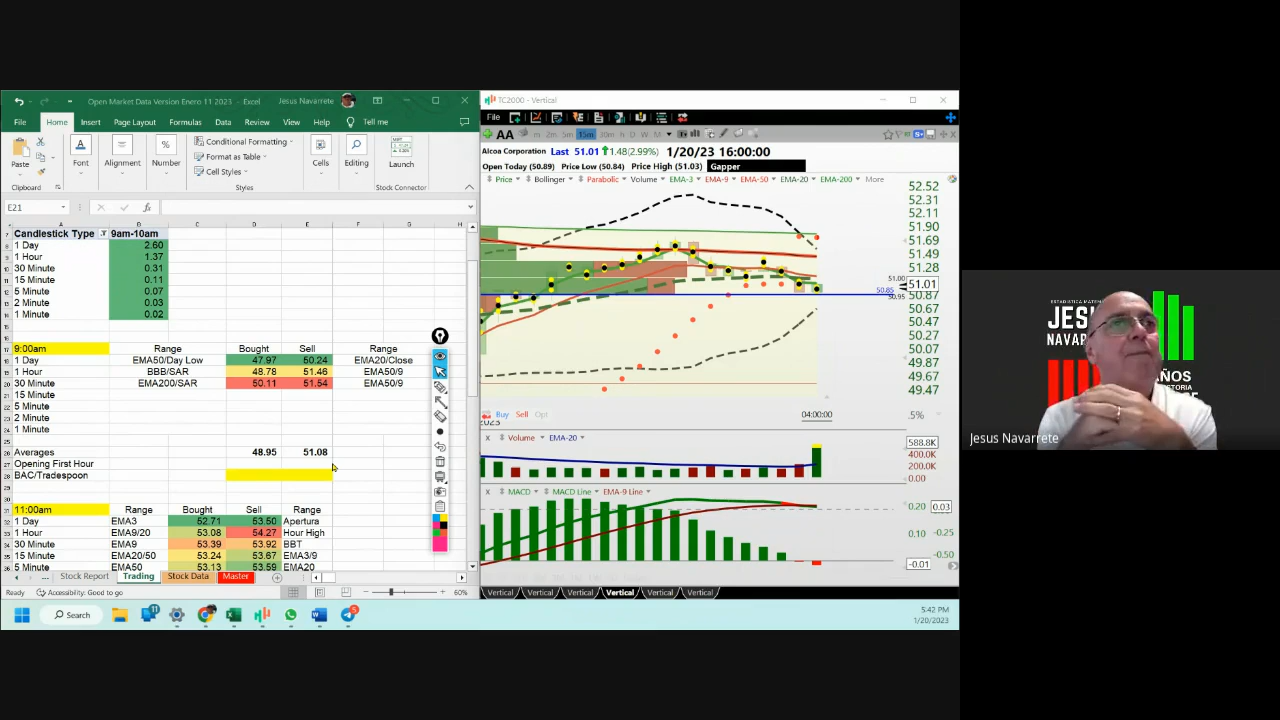 Open Market Data Version Enero 11 2023 - Excel
Jesus Navarrete
File Home Insert Page Layout Formulas Data Review View Help Tell me
Paste
Font
Alignment
Number
Conditional Formatting
Format as Table
Cell Styles
Cells
Editing
Launch
Clipboard
Styles
Stock Connector
E21
Candlestick Type 9am-10am
1 Day 2.60
1 Hour 1.37
30 Minute 0.31
15 Minute 0.11
5 Minute 0.07
2 Minute 0.03
1 Minute 0.02
9:00am Range Bought Sell Range
1 Day EMA50/Day Low 47.97 50.24 EMA20/Close
1 Hour BBB/SAR 48.78 51.46 EMA50/9
30 Minute EMA200/SAR 50.11 51.54 EMA50/9
15 Minute
5 Minute
2 Minute
1 Minute
Averages 48.95 51.08
Opening First Hour
BAC/Tradespoon
11:00am Range Bought Sell Range
1 Day EMA3 52.71 53.50 Apertura
1 Hour EMA9/20 53.08 54.27 Hour High
30 Minute EMA9 53.39 53.92 BBT
15 Minute EMA20/50 53.24 53.67 EMA3/9
5 Minute EMA50 53.13 53.59 EMA20
Stock Report Trading Stock Data Master
Ready Accessibility: Good to go 60%
TC2000 - Vertical
File
AA
m 2m 5m 15m 30m h D W M
Alcoa Corporation Last 51.01 1.48(2.99%) 1/20/23 16:00:00
Open Today (50.89) Price Low (50.84) Price High (51.03) Gapper
Price Bollinger Parabolic Volume EMA-3 EMA-9 EMA-50 EMA-20 EMA-200 More
52.52
52.31
52.11
51.90
51.69
51.49
51.28
51.00
51.01
50.85
50.95
50.87
50.67
50.47
50.27
50.07
49.87
49.67
49.47
Buy Sell Opt
04:00:00
.5%
2023
X Volume EMA-20
588.8K
400.0K
200.0K
0.00
X MACD MACD Line EMA-9 Line
0.20 0.03
0.10 -0.25
-0.50
-0.01
Vertical Vertical Vertical Vertical Vertical Vertical
Search
5:42 PM
1/20/2023
JES
NAVAR
AÑOS
Jesus Navarrete